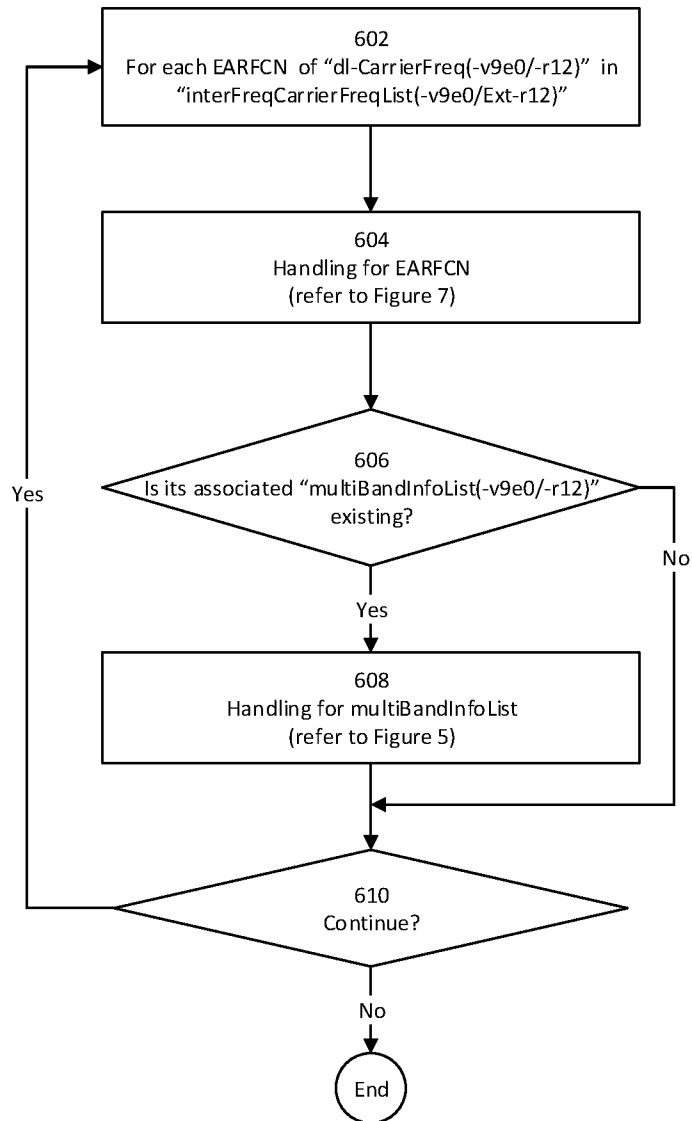 602
For each EARFCN of “dl-CarrierFreq(-v9e0/-r12)” in
“interFreqCarrierFreqList(-v9e0/Ext-r12)”
604
Handling for EARFCN
(refer to Figure 7)
606
Is its associated “multiBandInfoList(-v9e0/-r12)”
existing?
Yes
No
Yes
608
Handling for multiBandInfoList
(refer to Figure 5)
610
Continue?
No
End